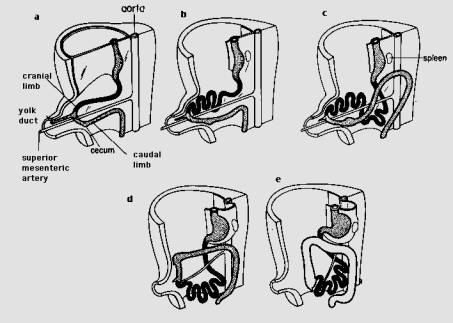 a
aorta
b
c
spleen
cranial
limb
yolk
duct
superior
mesenteric
artery
cecum
caudal
limb
d
e